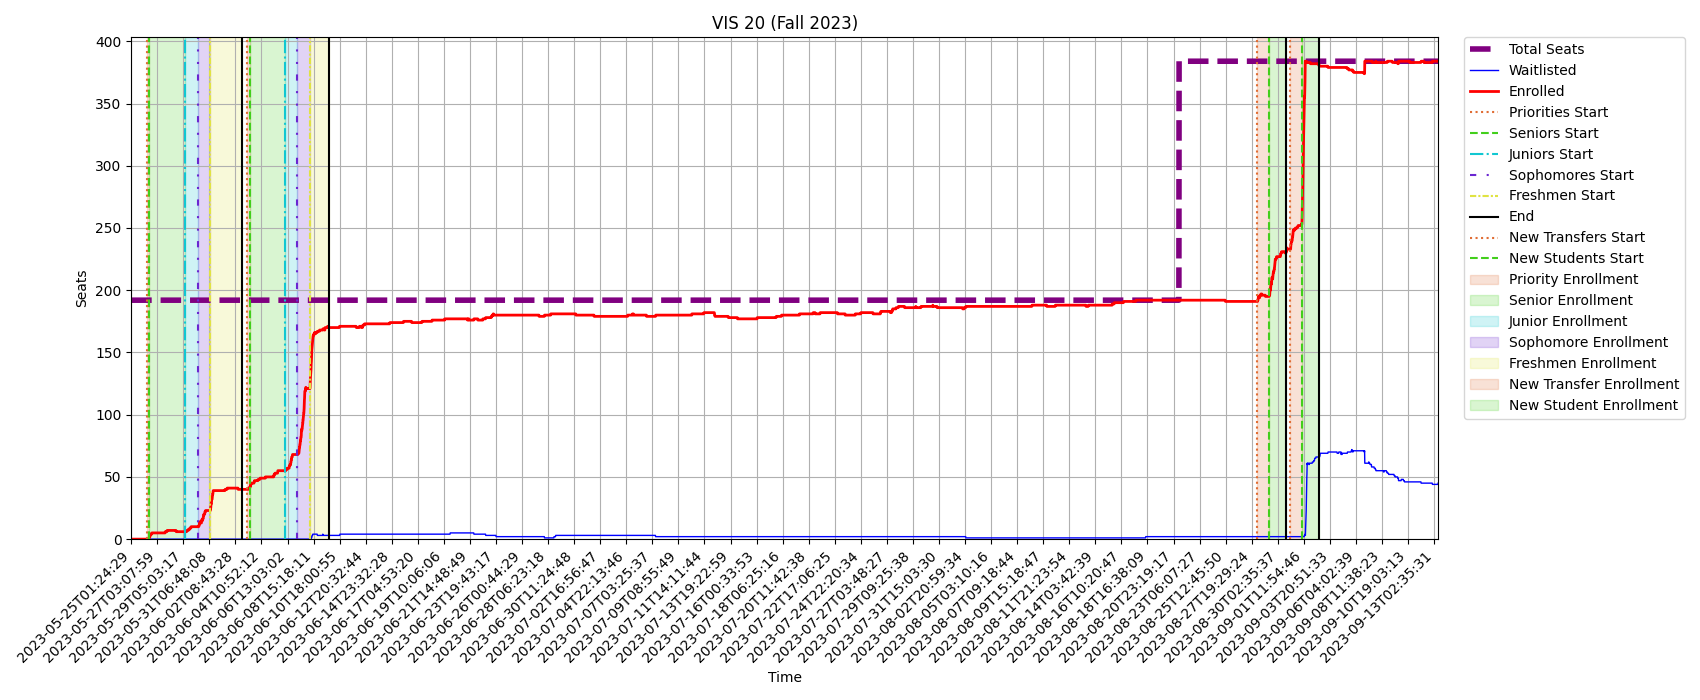 VIS 20 (Fall 2023)
Seats
400
350
300
250
200
150
100
50
0
2023-05-25T01:24:29
2023-05-27T03:07:59
2023-05-29T05:03:17
2023-05-31T06:48:08
2023-06-02T08:43:28
2023-06-04T10:52:12
2023-06-06T13:03:02
2023-06-08T15:18:11
2023-06-10T18:00:55
2023-06-12T20:32:44
2023-06-14T23:32:28
2023-06-17T04:53:20
2023-06-19T10:06:06
2023-06-21T14:48:49
2023-06-23T19:43:17
2023-06-26T00:44:29
2023-06-28T06:23:18
2023-06-30T11:24:48
2023-07-02T16:56:47
2023-07-04T22:13:46
2023-07-07T03:25:37
2023-07-09T08:55:49
2023-07-11T14:11:44
2023-07-13T19:22:59
2023-07-16T00:33:53
2023-07-18T06:25:16
2023-07-20T11:42:38
2023-07-22T17:06:25
2023-07-24T22:20:34
2023-07-27T03:48:27
2023-07-29T09:25:38
2023-07-31T15:03:30
2023-08-02T20:59:34
2023-08-05T03:10:16
2023-08-07T09:18:44
2023-08-09T15:18:47
2023-08-11T21:23:54
2023-08-14T03:42:39
2023-08-16T10:20:47
2023-08-18T16:38:09
2023-08-20T23:19:17
2023-08-23T06:07:27
2023-08-25T12:45:50
2023-08-27T19:29:24
2023-08-30T02:35:37
2023-09-01T11:54:46
2023-09-03T20:51:33
2023-09-06T04:02:39
2023-09-08T11:38:23
2023-09-10T19:03:13
2023-09-13T02:35:31
Time
Total Seats
Waitlisted
Enrolled
Priorities Start
Seniors Start
Juniors Start
Sophomores Start
Freshmen Start
End
New Transfers Start
New Students Start
Priority Enrollment
Senior Enrollment
Junior Enrollment
Sophomore Enrollment
Freshmen Enrollment
New Transfer Enrollment
New Student Enrollment